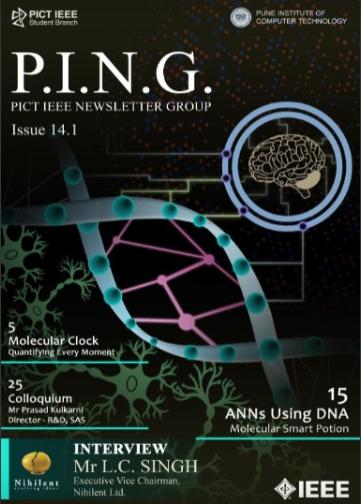 PICT IEEE
Student Branch
PUNE INSTITUTE OF
COMPUTER TECHNOLOGY
P.I.N.G.
PICT IEEE NEWSLETTER GROUP
Issue 14.1
5
Molecular Clock
Quantifying Every Moment
25
Colloquium
Mr Prasad Kulkarni
Director - R&D, SAS
15
ANNs Using DNA
Molecular Smart Potion
INTERVIEW
Mr L.C. SINGH
Executive Vice Chairman,
Nihilent Ltd.
Nihilent
evolving ideas
IEEE